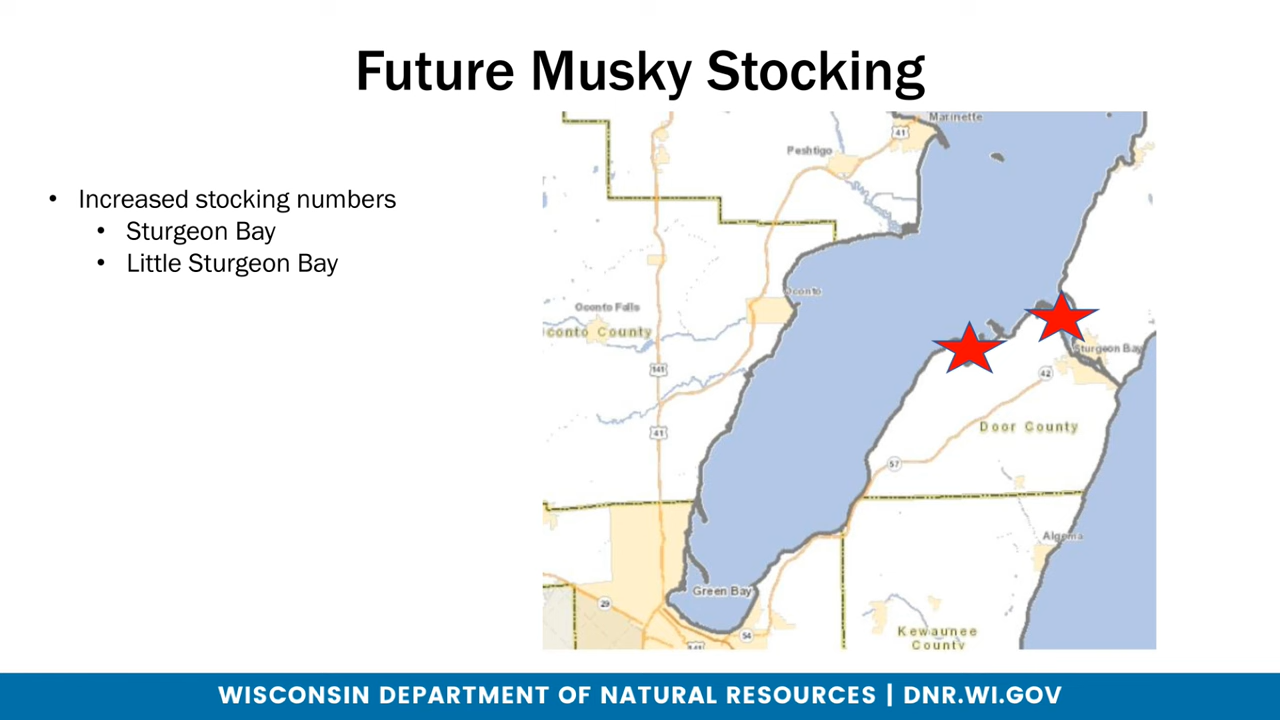 Future Musky Stocking
• Increased stocking numbers
• Sturgeon Bay
• Little Sturgeon Bay
Marinette
41
Peshtigo
Oconto
Oconto Falls
conto County
141
41
Sturgeon Bay
42
Door County
57
Algoma
Green Bay
29
54
141
Kewaunee
County
WISCONSIN DEPARTMENT OF NATURAL RESOURCES | DNR.WI.GOV